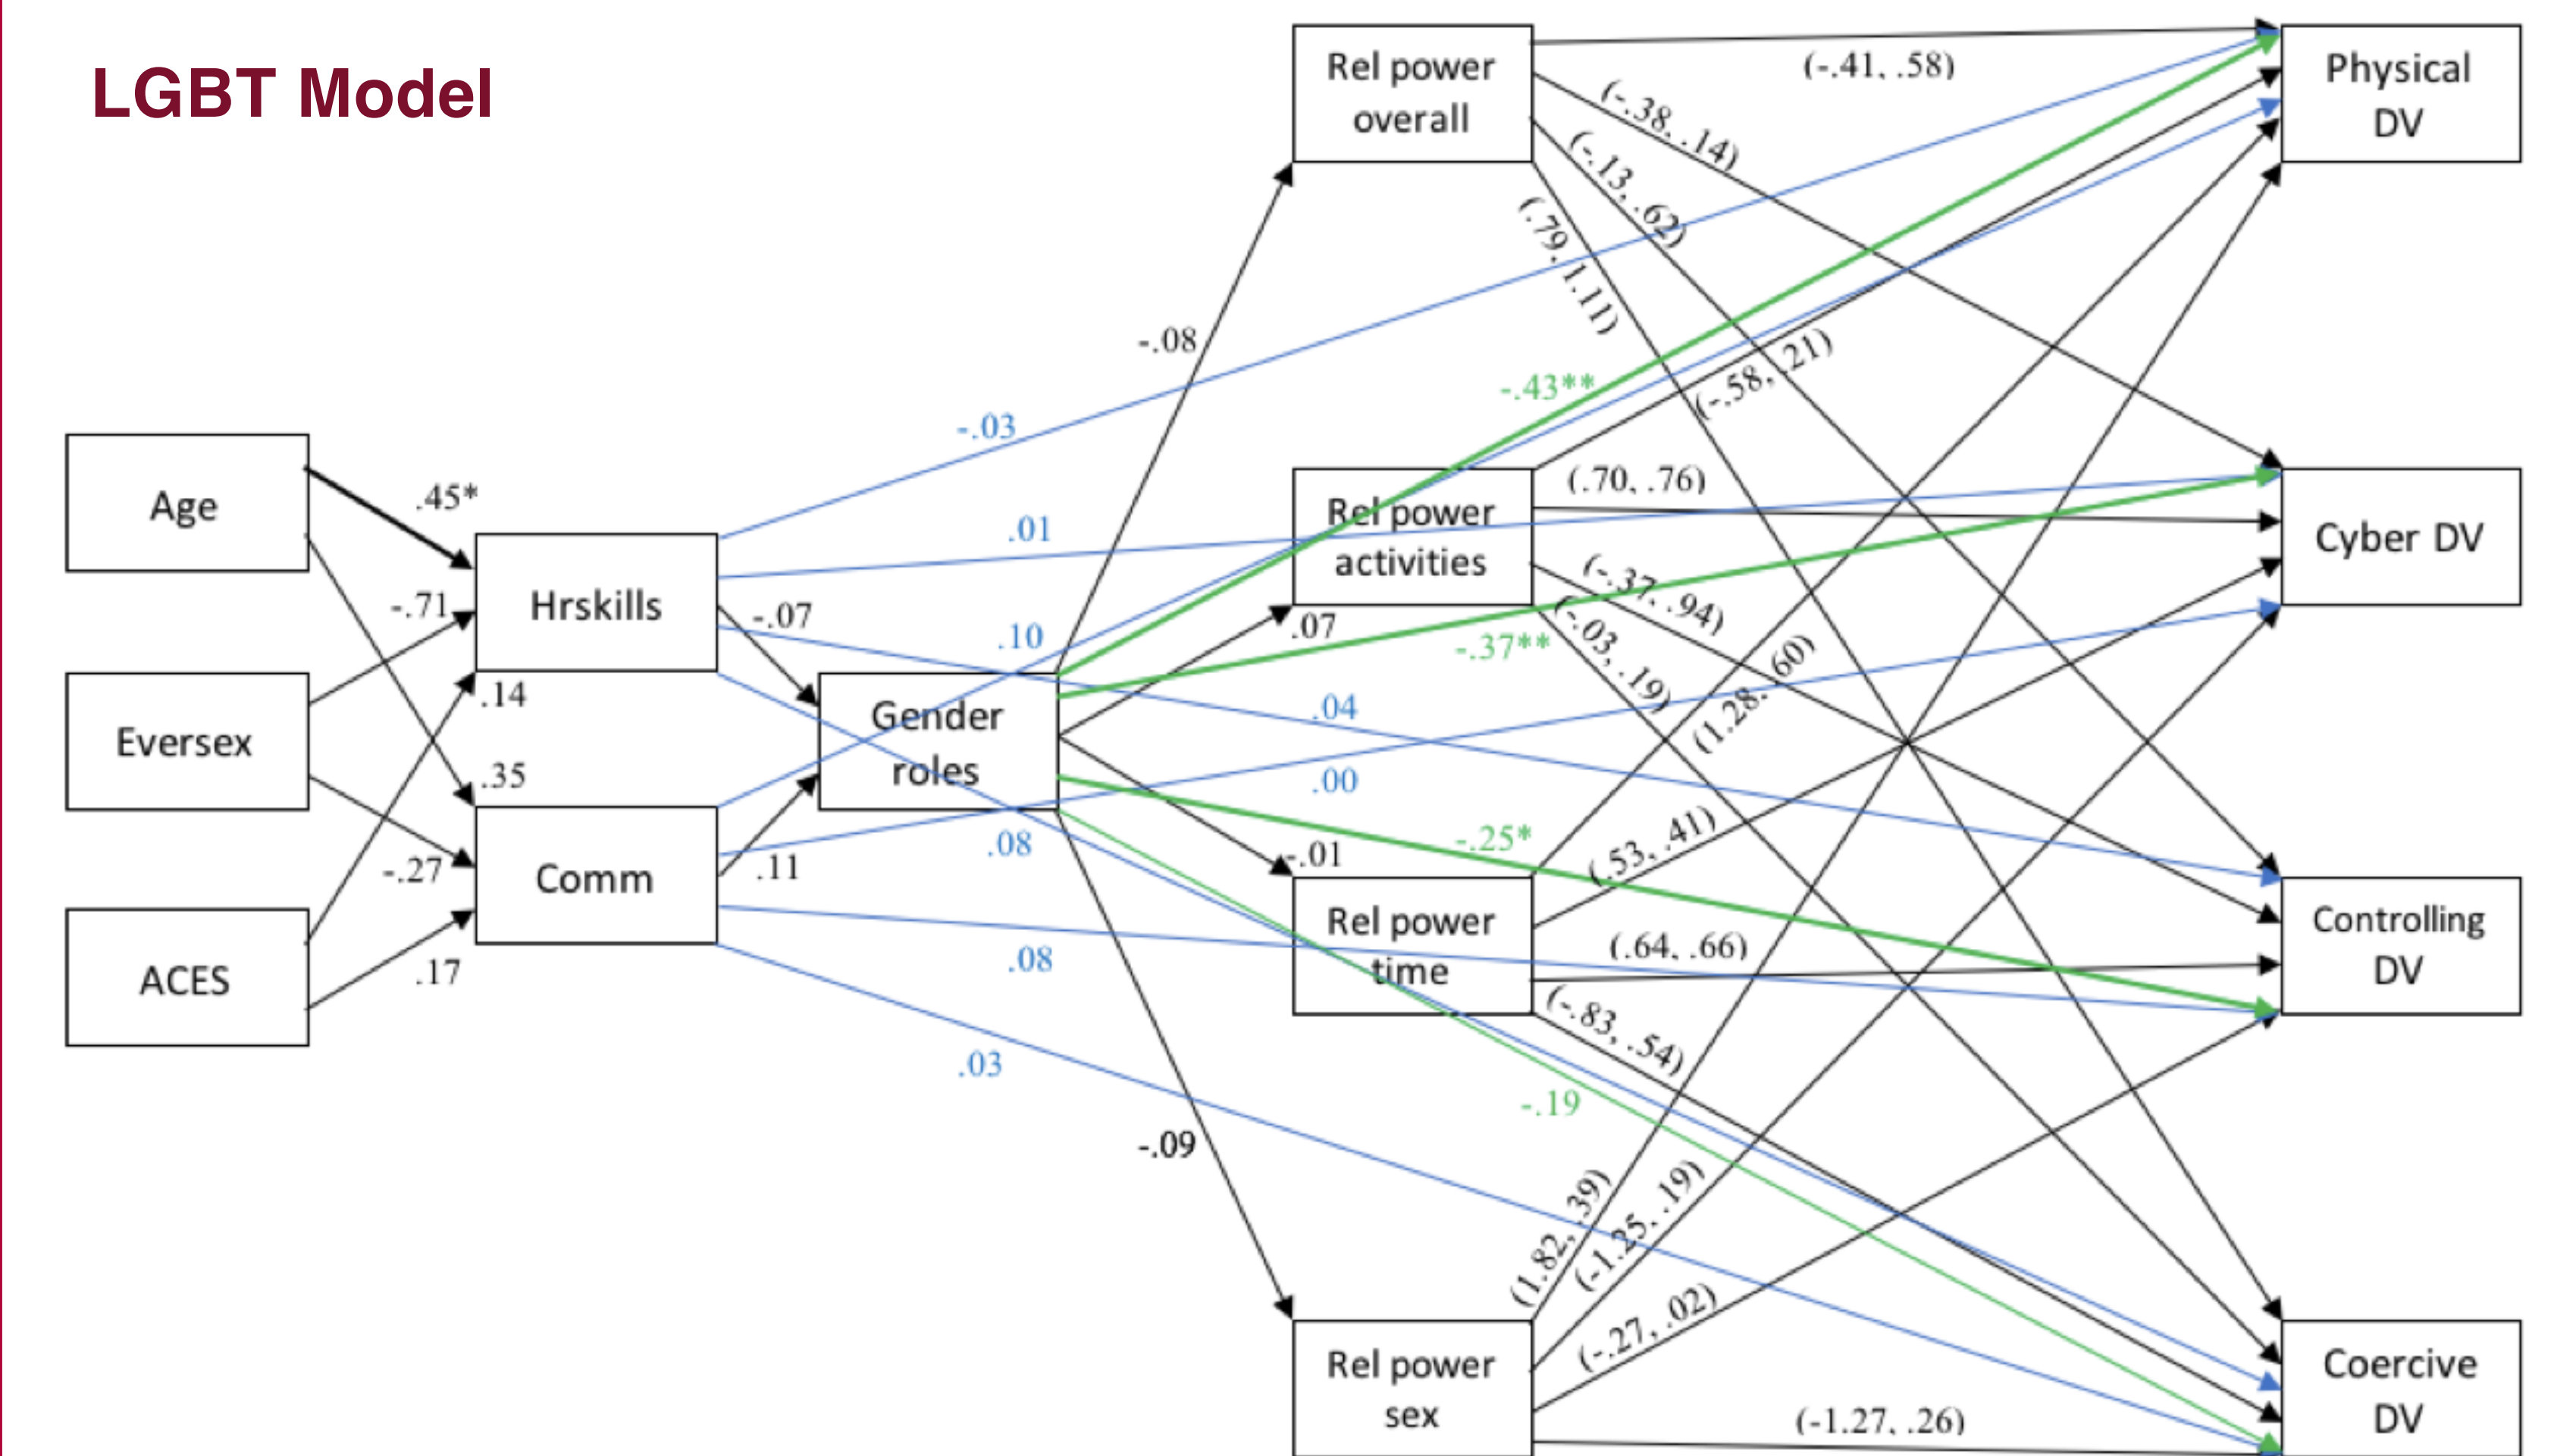 LGBT Model
Rel power
overall
Physical
DV
(-.41, .58)
(-.38, .14)
(-.13, .62)
(.79, 1.11)
-.08
-.43**
(-.58, .21)
-.03
Age
.45*
Rel power
activities
(.70, .76)
Cyber DV
.01
Hrskills
-.71
-.07
.10
.07
-.37**
(-.37, .94)
(-.03, .19)
(1.28, .60)
.14
Eversex
Gender
roles
.04
.00
.35
.08
-.25*
-.01
(.53, .41)
-.27
Comm
.11
Rel power
time
(.64, .66)
Controlling
DV
ACES
.17
.08
(-.83, .54)
.03
-.19
-.09
(1.82, .39)
(-1.25, .19)
(-.27, .02)
Rel power
sex
(-1.27, .26)
Coercive
DV